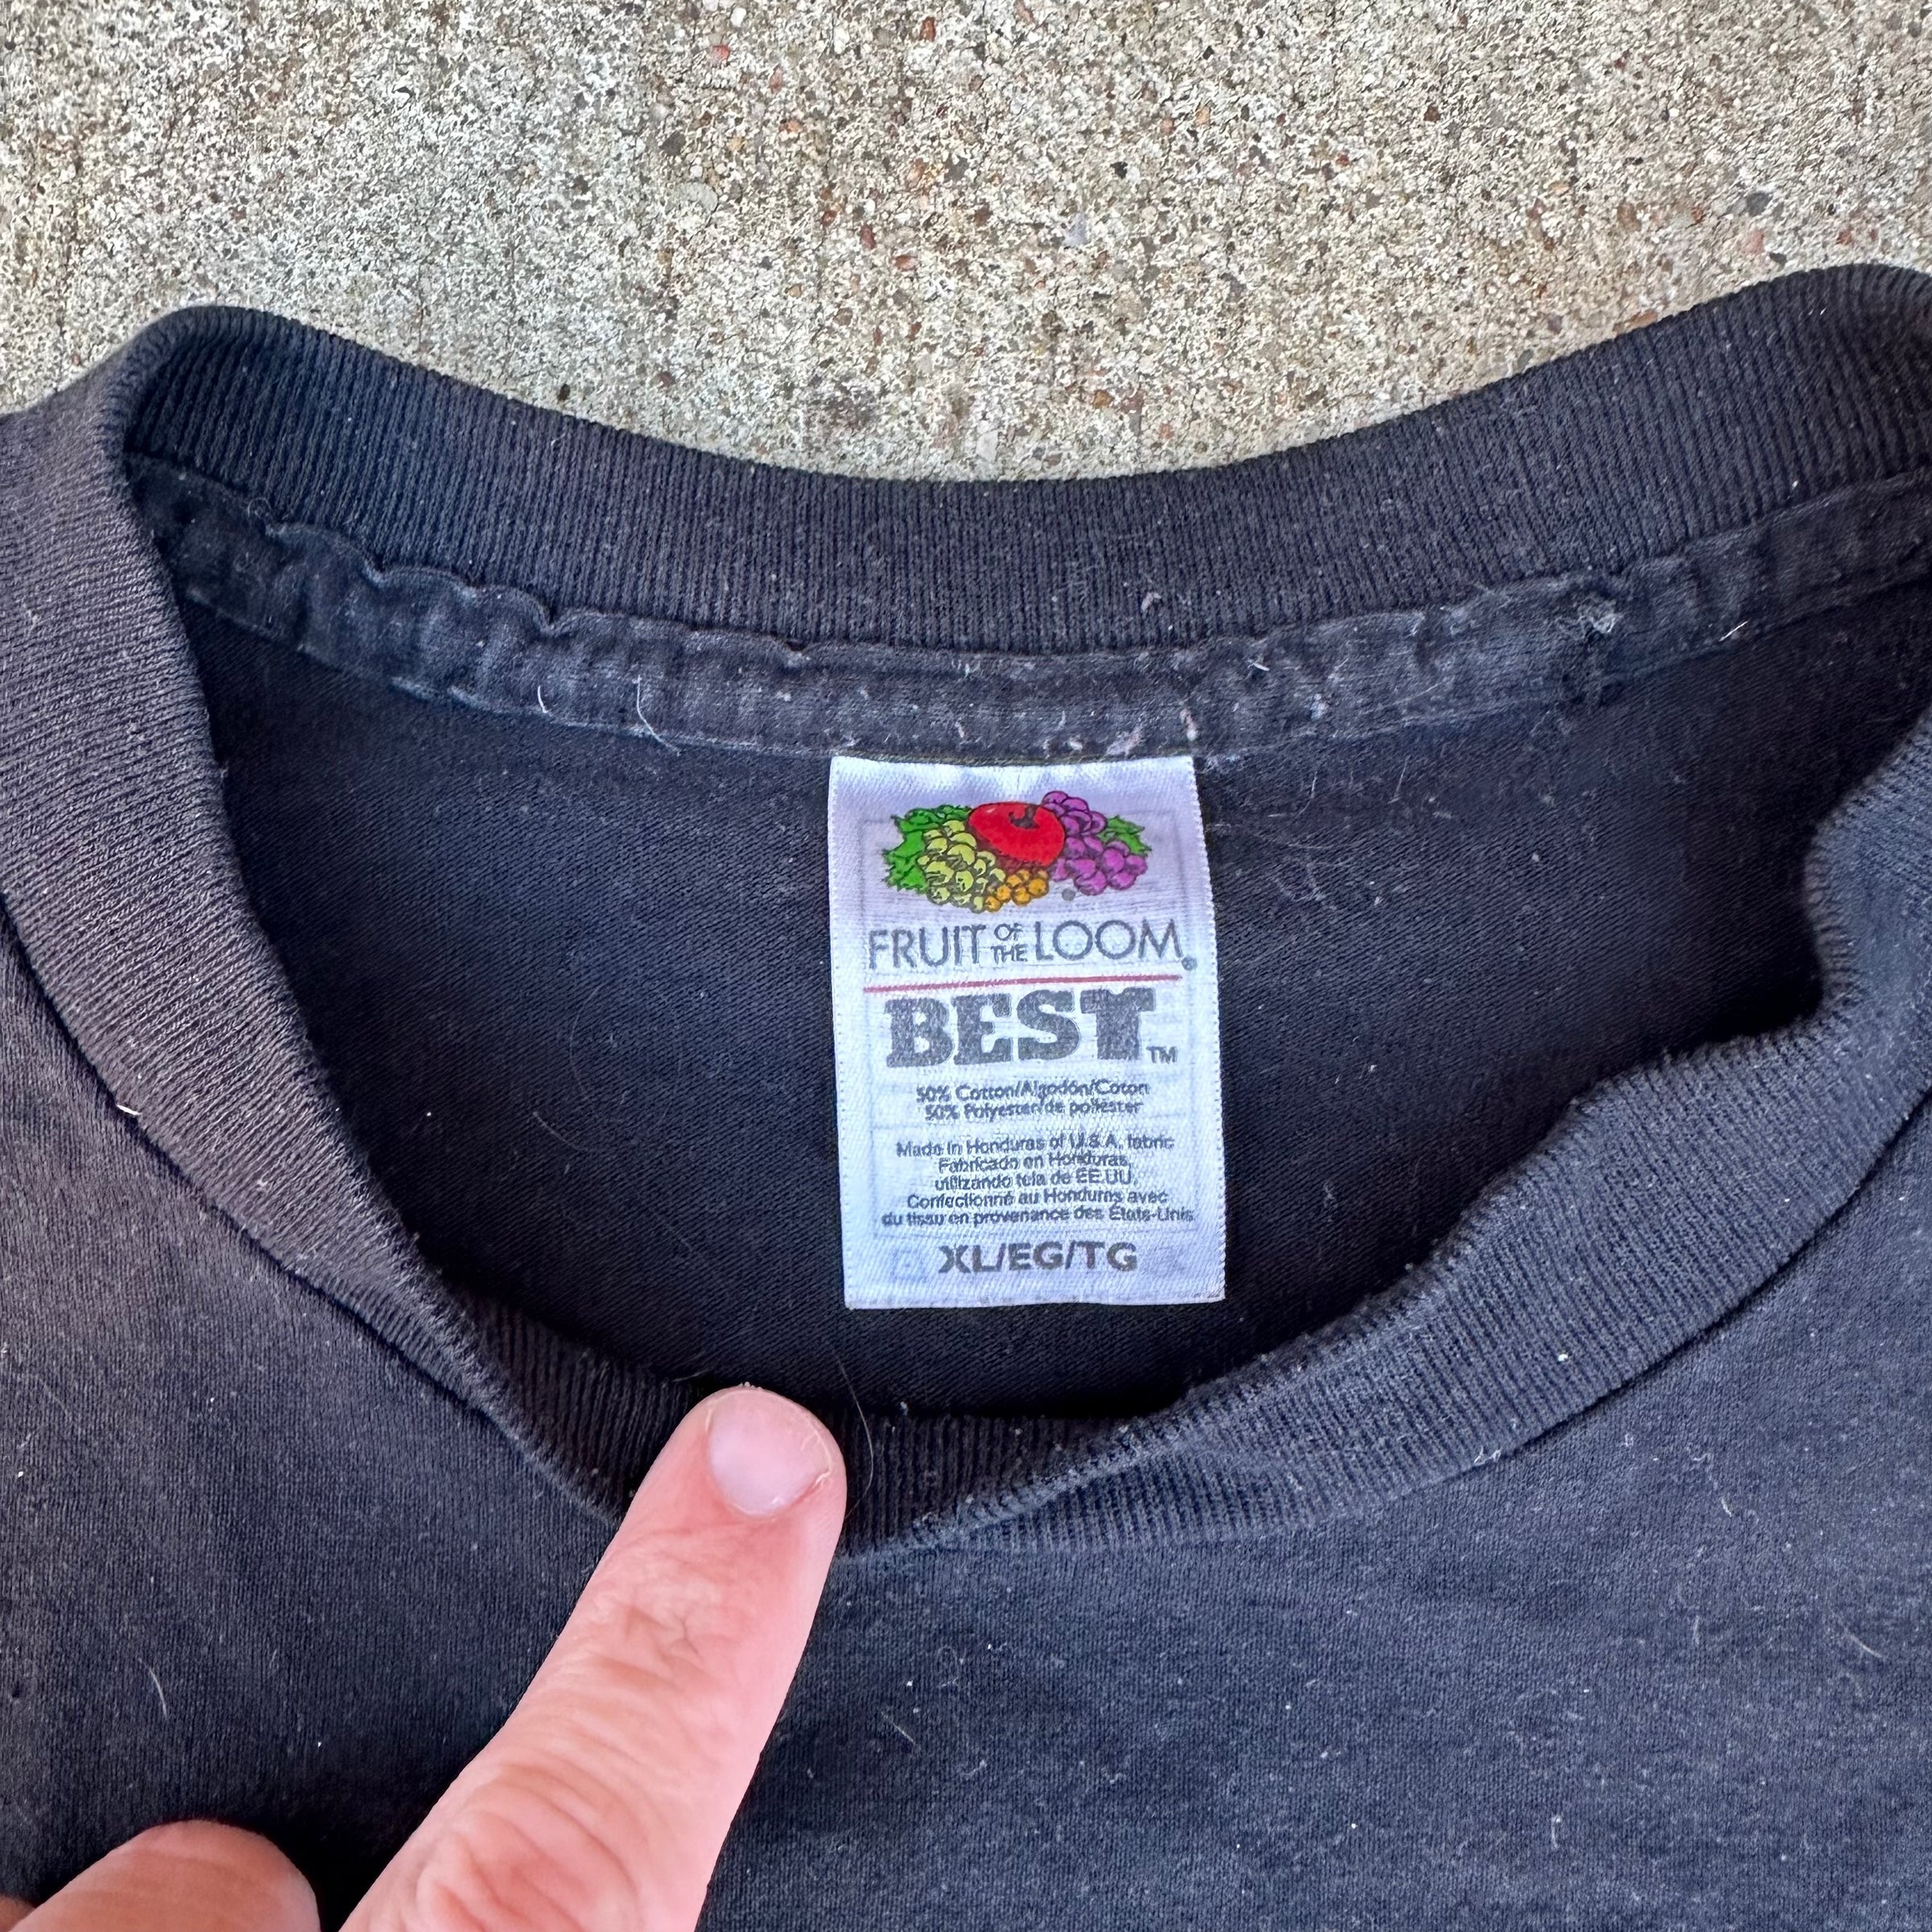 FRUIT OF THE LOOM®
BEST™
50% Cotton/Algodón/Coton
50% Polyester/de poliéster
Made in Honduras of U.S.A. fabric
Fabricado en Honduras,
utilizando tela de EE.UU.
Confectionné au Honduras avec
du tissu en provenance des États-Unis
XL/EG/TG